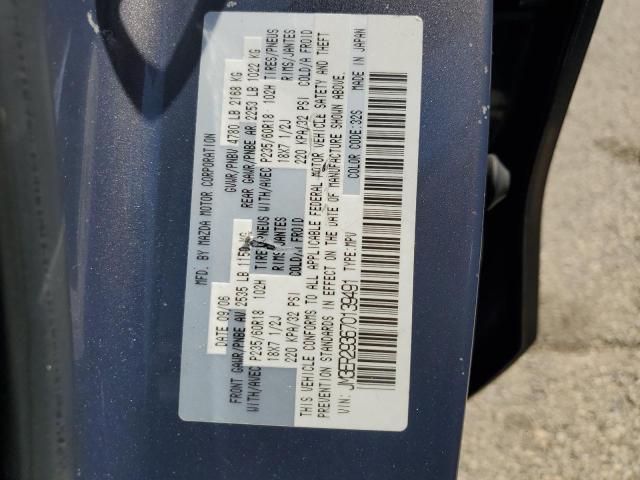 MFD. BY MAZDA MOTOR CORPORATION
DATE 09/06 GVWR/PNBV 4780 LB 2168 KG
FRONT GAWR/PNBE AV 2535 LB 1150 KG REAR GAWR/PNBE AR 2253 LB 1022 KG
WITH/AVEC P235/60R18 102H TIRES/PNEUS WITH/AVEC P235/60R18 102H TIRES/PNEUS
18X7 1/2J RIMS/JANTES 18X7 1/2J RIMS/JANTES
220 KPA/32 PSI COLD/A FROID 220 KPA/32 PSI COLD/A FROID
THIS VEHICLE CONFORMS TO ALL APPLICABLE FEDERAL MOTOR VEHICLE SAFETY AND THEFT
PREVENTION STANDARDS IN EFFECT ON THE DATE OF MANUFACTURE SHOWN ABOVE.
VIN: JM3ER293570139491 TYPE:MPV COLOR CODE:32S MADE IN JAPAN